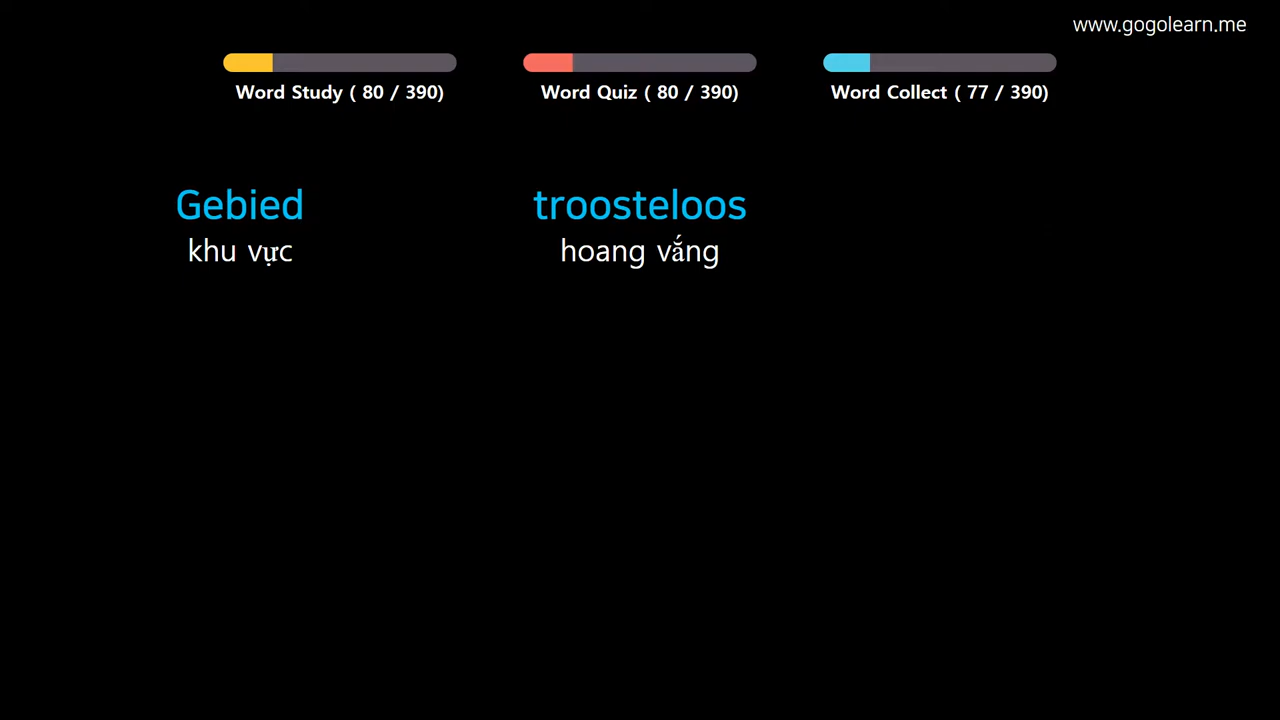 www.gogolearn.me
Word Study ( 80 / 390)
Word Quiz ( 80 / 390)
Word Collect ( 77 / 390)
Gebied
khu vực
troosteloos
hoang vắng